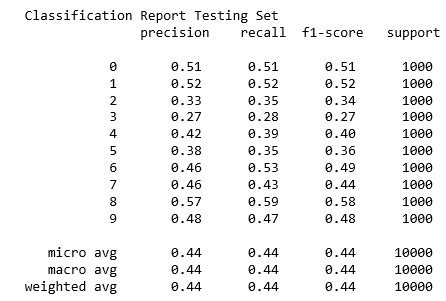 Classification Report Testing Set
precision recall f1-score support
0 0.51 0.51 0.51 1000
1 0.52 0.52 0.52 1000
2 0.33 0.35 0.34 1000
3 0.27 0.28 0.27 1000
4 0.42 0.39 0.40 1000
5 0.38 0.35 0.36 1000
6 0.46 0.53 0.49 1000
7 0.46 0.43 0.44 1000
8 0.57 0.59 0.58 1000
9 0.48 0.47 0.48 1000
micro avg 0.44 0.44 0.44 10000
macro avg 0.44 0.44 0.44 10000
weighted avg 0.44 0.44 0.44 10000